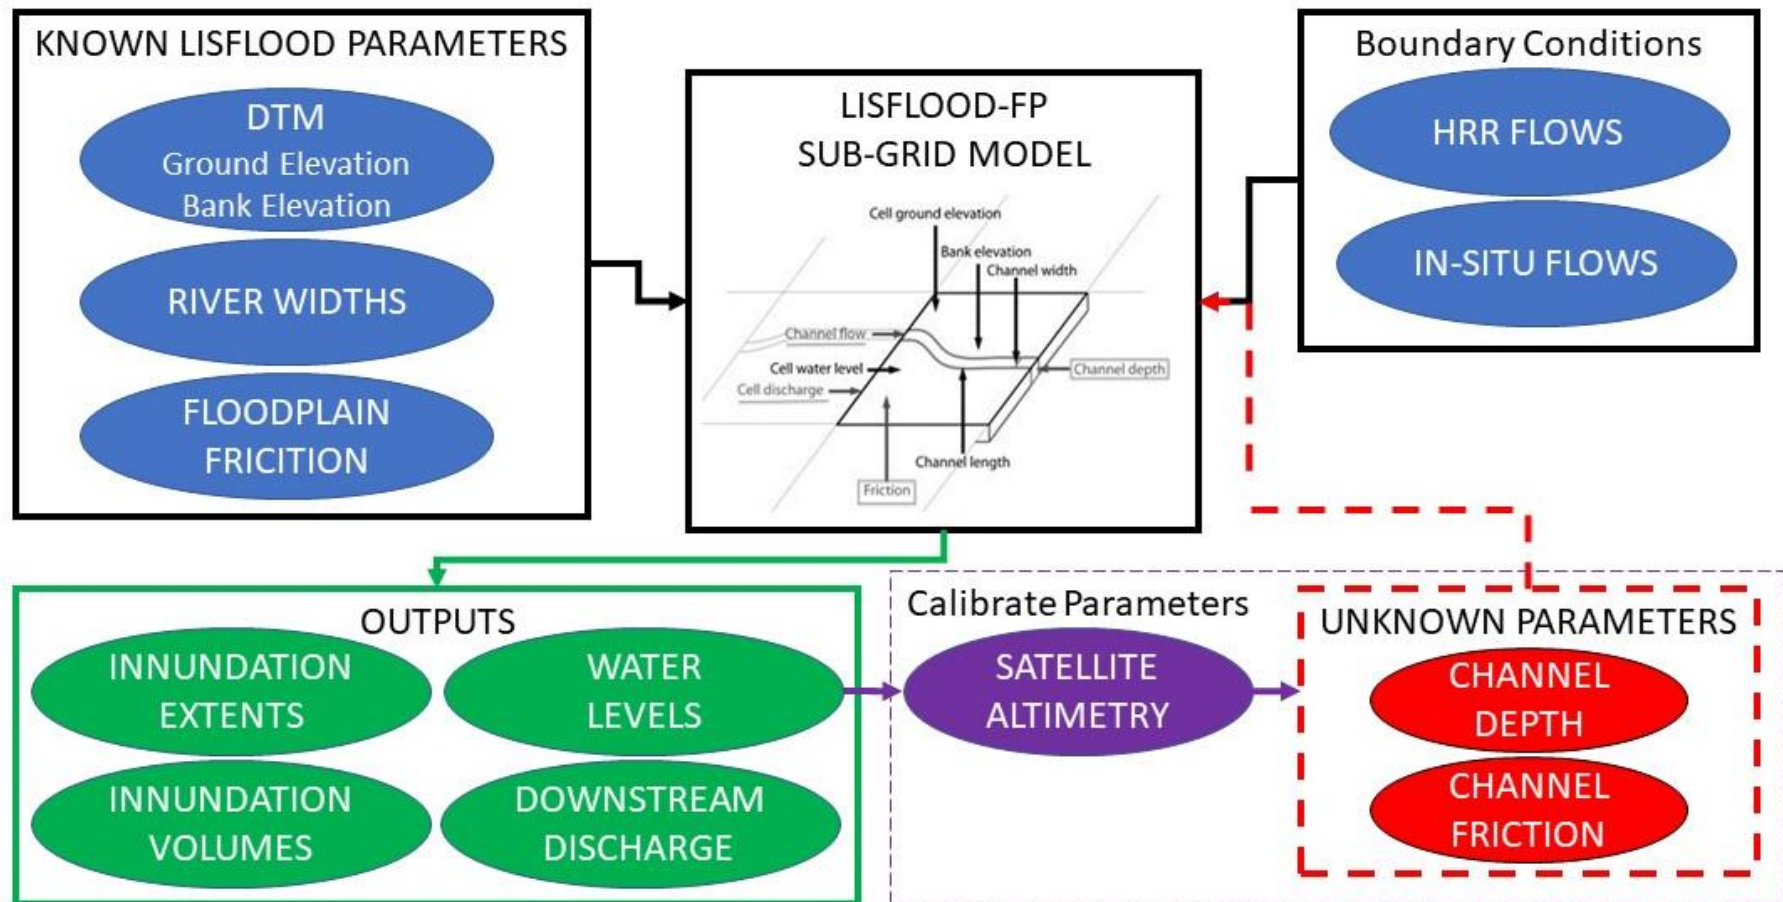 KNOWN LISFLOOD PARAMETERS
DTM
Ground Elevation
Bank Elevation
RIVER WIDTHS
FLOODPLAIN
FRICITION
LISFLOOD-FP
SUB-GRID MODEL
Cell ground elevation
Bank elevation
Channel width
Channel flow
Cell water level
Channel depth
Cell discharge
Channel length
Friction
Boundary Conditions
HRR FLOWS
IN-SITU FLOWS
OUTPUTS
INNUNDATION
EXTENTS
WATER
LEVELS
INNUNDATION
VOLUMES
DOWNSTREAM
DISCHARGE
Calibrate Parameters
SATELLITE
ALTIMETRY
UNKNOWN PARAMETERS
CHANNEL
DEPTH
CHANNEL
FRICTION